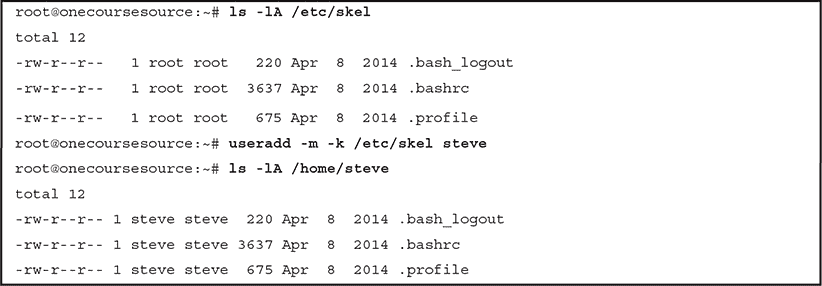 root@onecoursesource:~# ls -lA /etc/skel
total 12
-rw-r--r--   1 root root   220 Apr  8  2014 .bash_logout
-rw-r--r--   1 root root  3637 Apr  8  2014 .bashrc
-rw-r--r--   1 root root   675 Apr  8  2014 .profile
root@onecoursesource:~# useradd -m -k /etc/skel steve
root@onecoursesource:~# ls -lA /home/steve
total 12
-rw-r--r-- 1 steve steve  220 Apr  8  2014 .bash_logout
-rw-r--r-- 1 steve steve 3637 Apr  8  2014 .bashrc
-rw-r--r-- 1 steve steve  675 Apr  8  2014 .profile